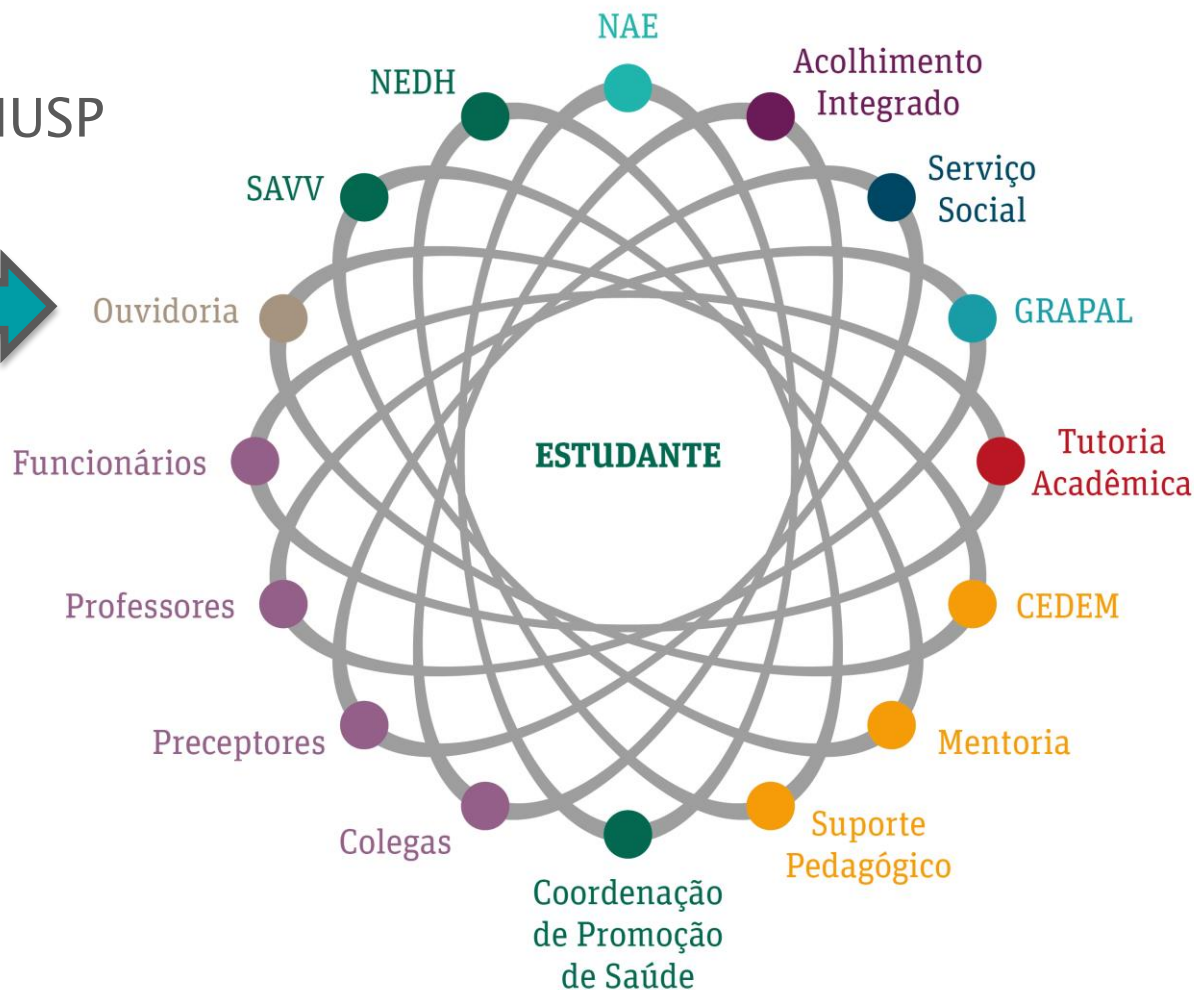 NAE
Acolhimento
Integrado
NEDH
SAVV
Serviço
Social
Ouvidoria
GRAPAL
Funcionários
ESTUDANTE
Tutoria
Acadêmica
Professores
CEDEM
Preceptores
Mentoria
Colegas
Suporte
Pedagógico
Coordenação
de Promoção
de Saúde